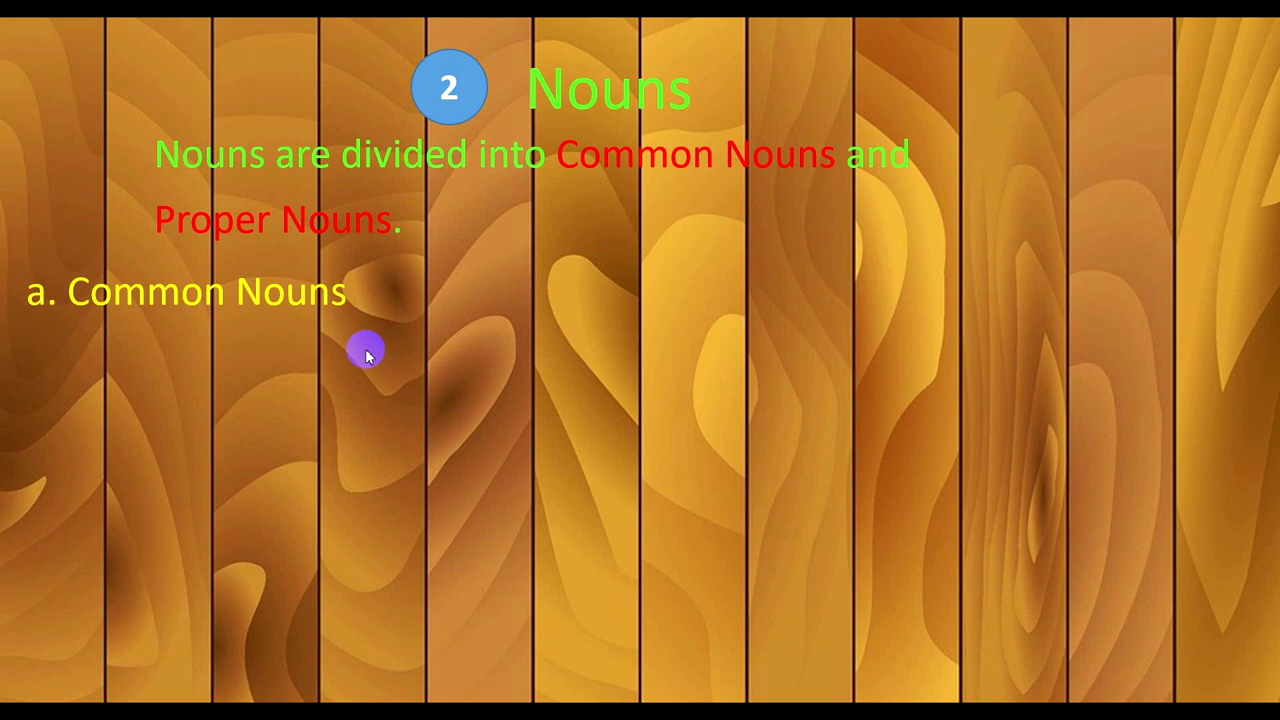 2 Nouns
Nouns are divided into Common Nouns and
Proper Nouns.
a. Common Nouns